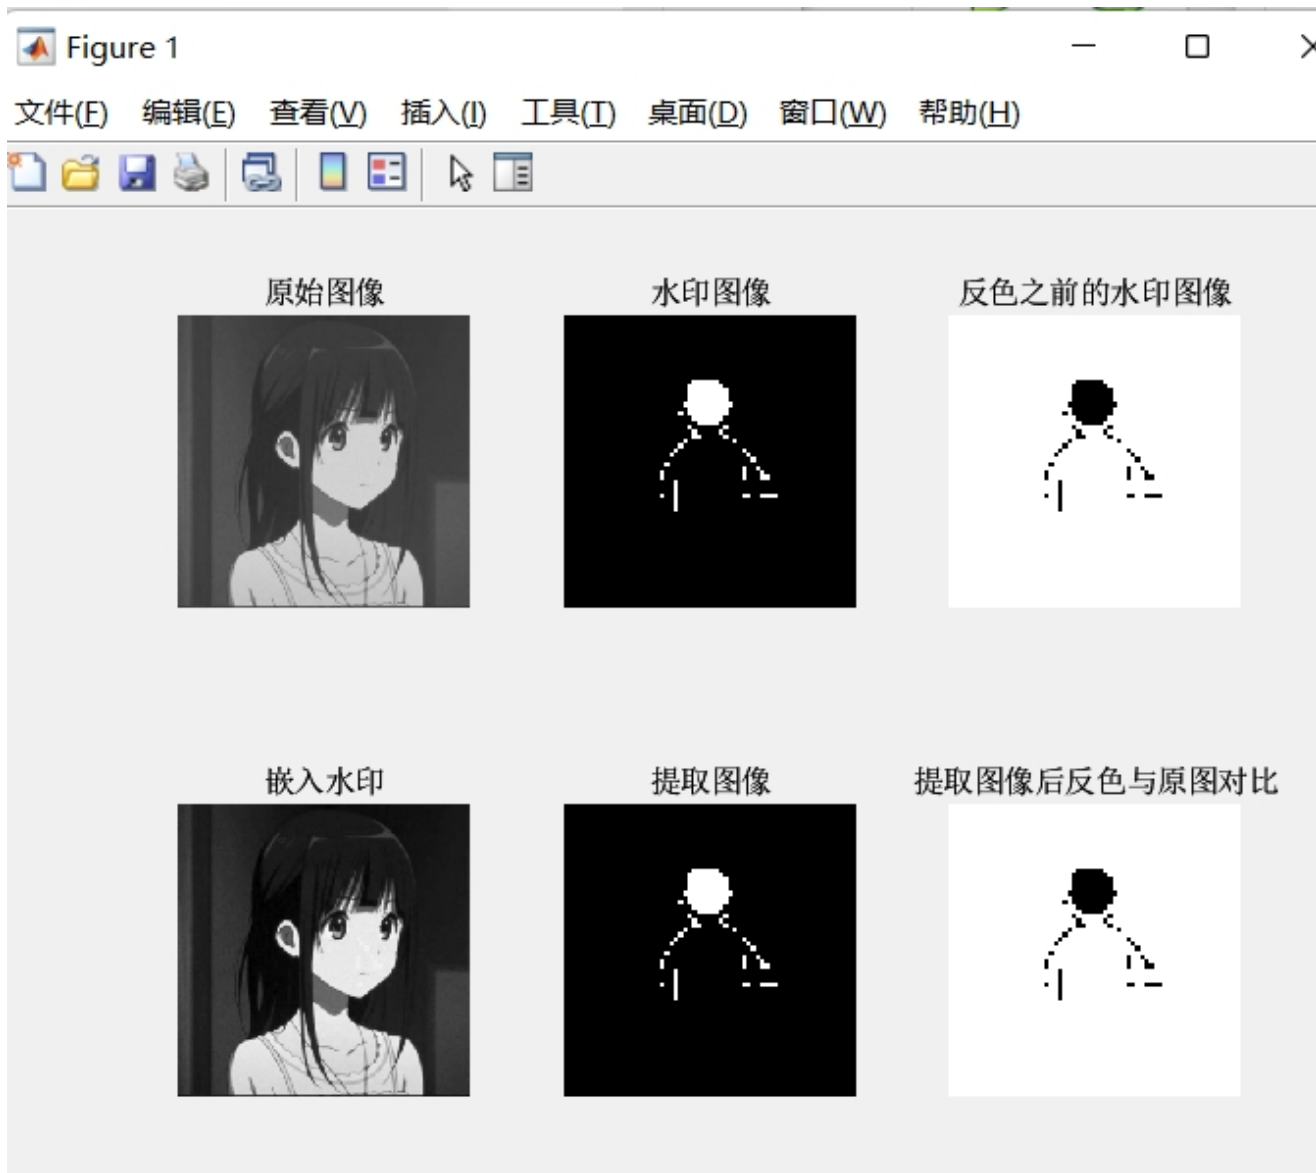 Figure 1
文件(F) 编辑(E) 查看(V) 插入(I) 工具(T) 桌面(D) 窗口(W) 帮助(H)
原始图像 水印图像 反色之前的水印图像
嵌入水印 提取图像 提取图像后反色与原图对比